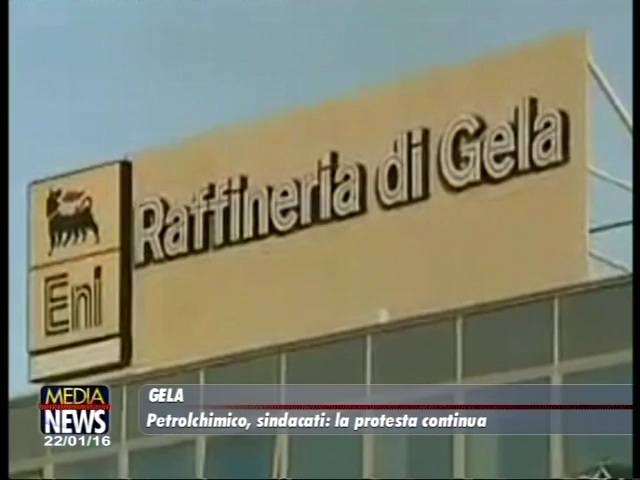 Raffineria di Gela
Eni
GELA
Petrolchimico, sindacati: la protesta continua
MEDIA
NEWS
22/01/16